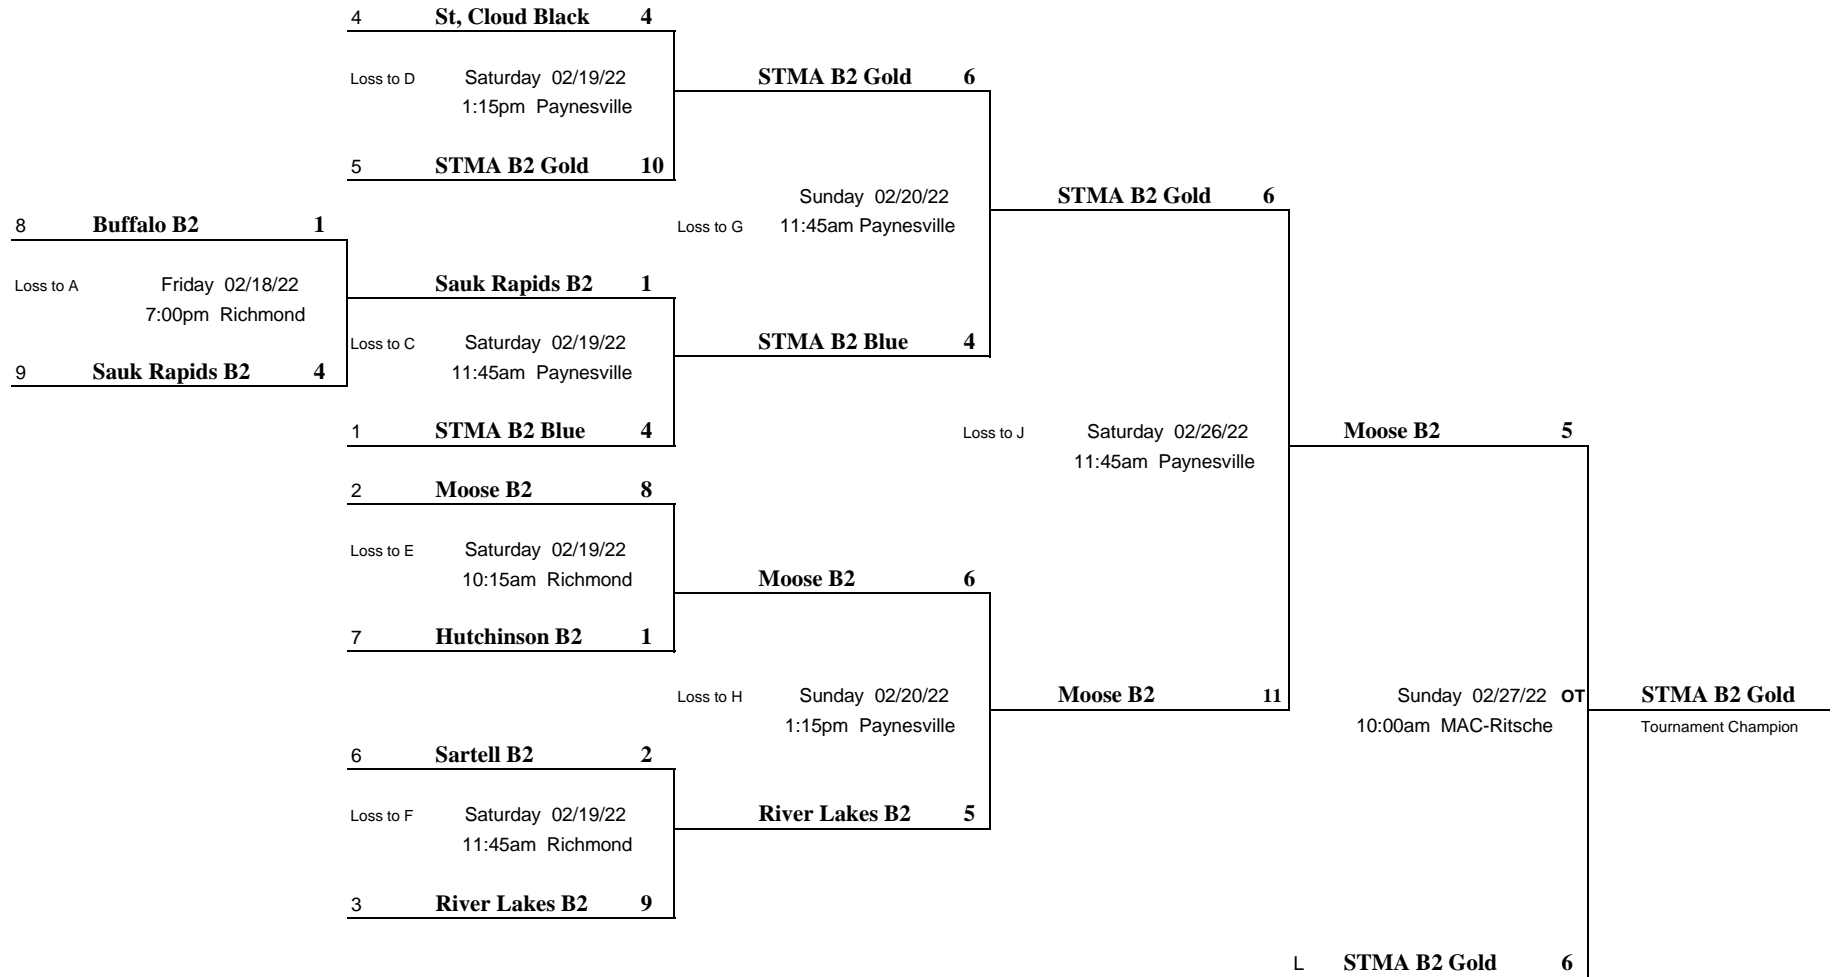 4 St, Cloud Black 4
Loss to D Saturday 02/19/22
1:15pm Paynesville
STMA B2 Gold 6
5 STMA B2 Gold 10
Sunday 02/20/22
Loss to G 11:45am Paynesville
STMA B2 Gold 6
8 Buffalo B2 1
Loss to A Friday 02/18/22
7:00pm Richmond
Sauk Rapids B2 1
Loss to C Saturday 02/19/22
11:45am Paynesville
STMA B2 Blue 4
9 Sauk Rapids B2 4
1 STMA B2 Blue 4
Loss to J Saturday 02/26/22
11:45am Paynesville
Moose B2 5
2 Moose B2 8
Loss to E Saturday 02/19/22
10:15am Richmond
Moose B2 6
7 Hutchinson B2 1
Loss to H Sunday 02/20/22
1:15pm Paynesville
Moose B2 11
Sunday 02/27/22 OT
10:00am MAC-Ritsche
STMA B2 Gold
Tournament Champion
6 Sartell B2 2
Loss to F Saturday 02/19/22
11:45am Richmond
River Lakes B2 5
3 River Lakes B2 9
L STMA B2 Gold 6